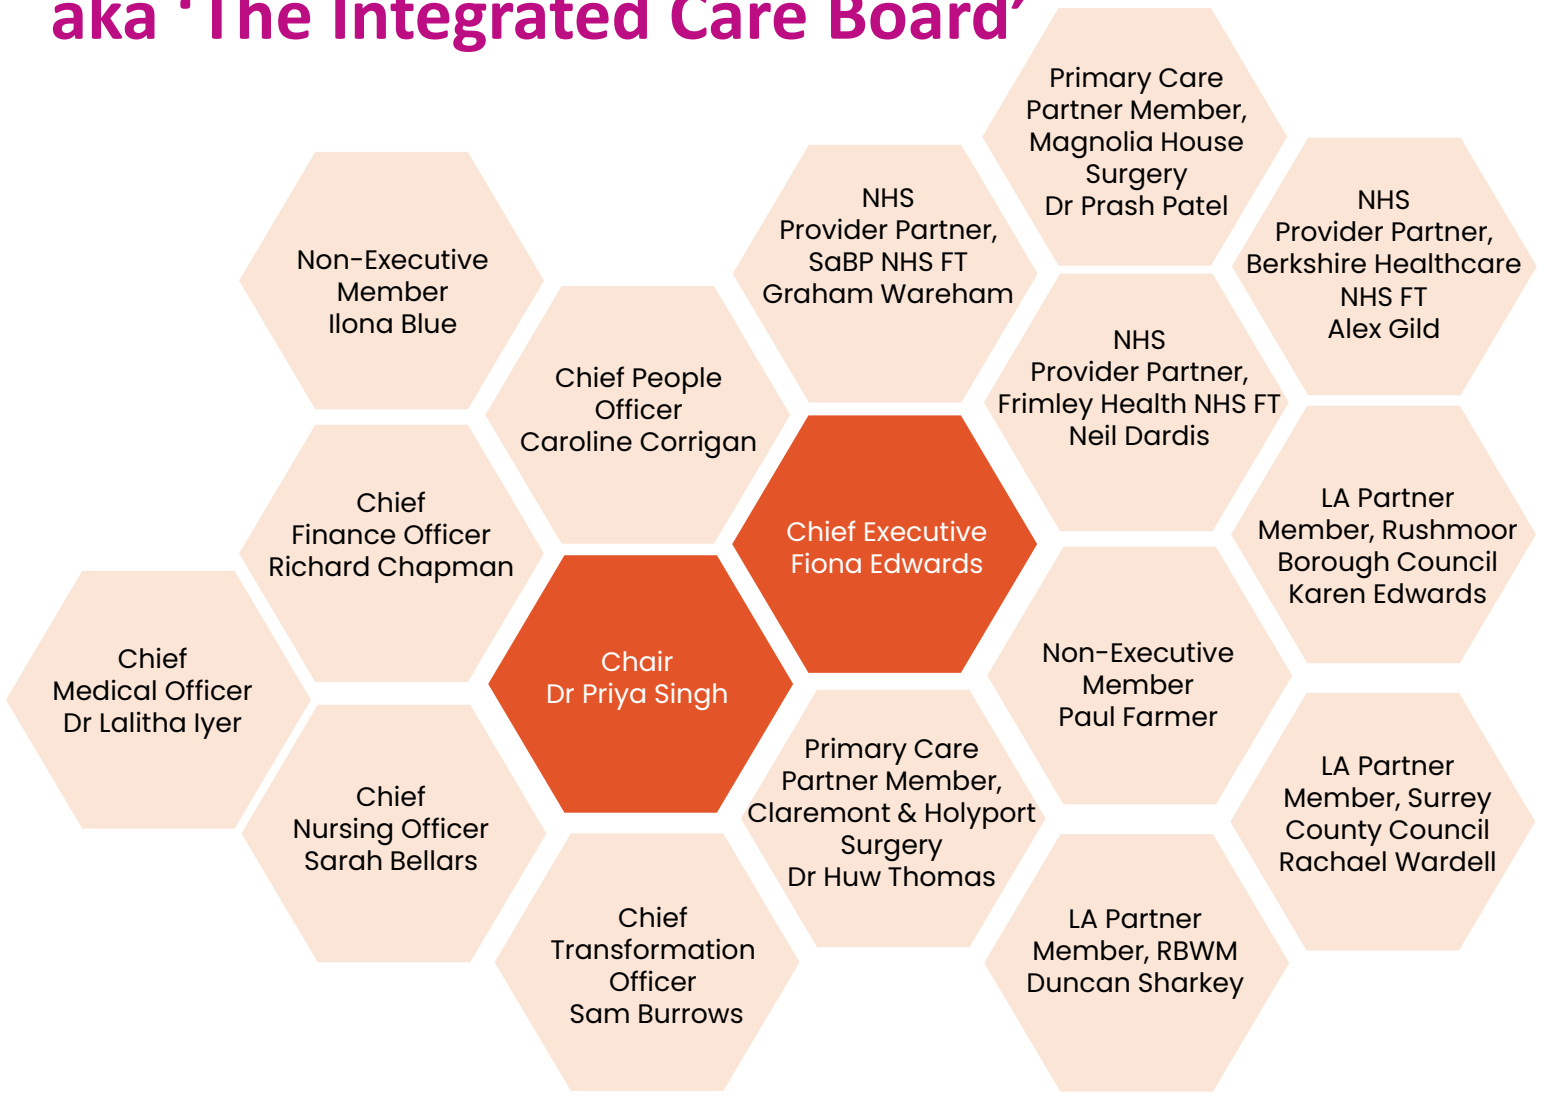 aka ‘The Integrated Care Board’
Primary Care
Partner Member,
Magnolia House
Surgery
Dr Prash Patel
NHS
Provider Partner,
SaBP NHS FT
Graham Wareham
NHS
Provider Partner,
Berkshire Healthcare
NHS FT
Alex Gild
Non-Executive
Member
Ilona Blue
Chief People
Officer
Caroline Corrigan
NHS
Provider Partner,
Frimley Health NHS FT
Neil Dardis
Chief
Finance Officer
Richard Chapman
Chief Executive
Fiona Edwards
LA Partner
Member, Rushmoor
Borough Council
Karen Edwards
Chief
Medical Officer
Dr Lalitha Iyer
Chair
Dr Priya Singh
Non-Executive
Member
Paul Farmer
Chief
Nursing Officer
Sarah Bellars
Primary Care
Partner Member,
Claremont & Holyport
Surgery
Dr Huw Thomas
LA Partner
Member, Surrey
County Council
Rachael Wardell
Chief
Transformation
Officer
Sam Burrows
LA Partner
Member, RBWM
Duncan Sharkey